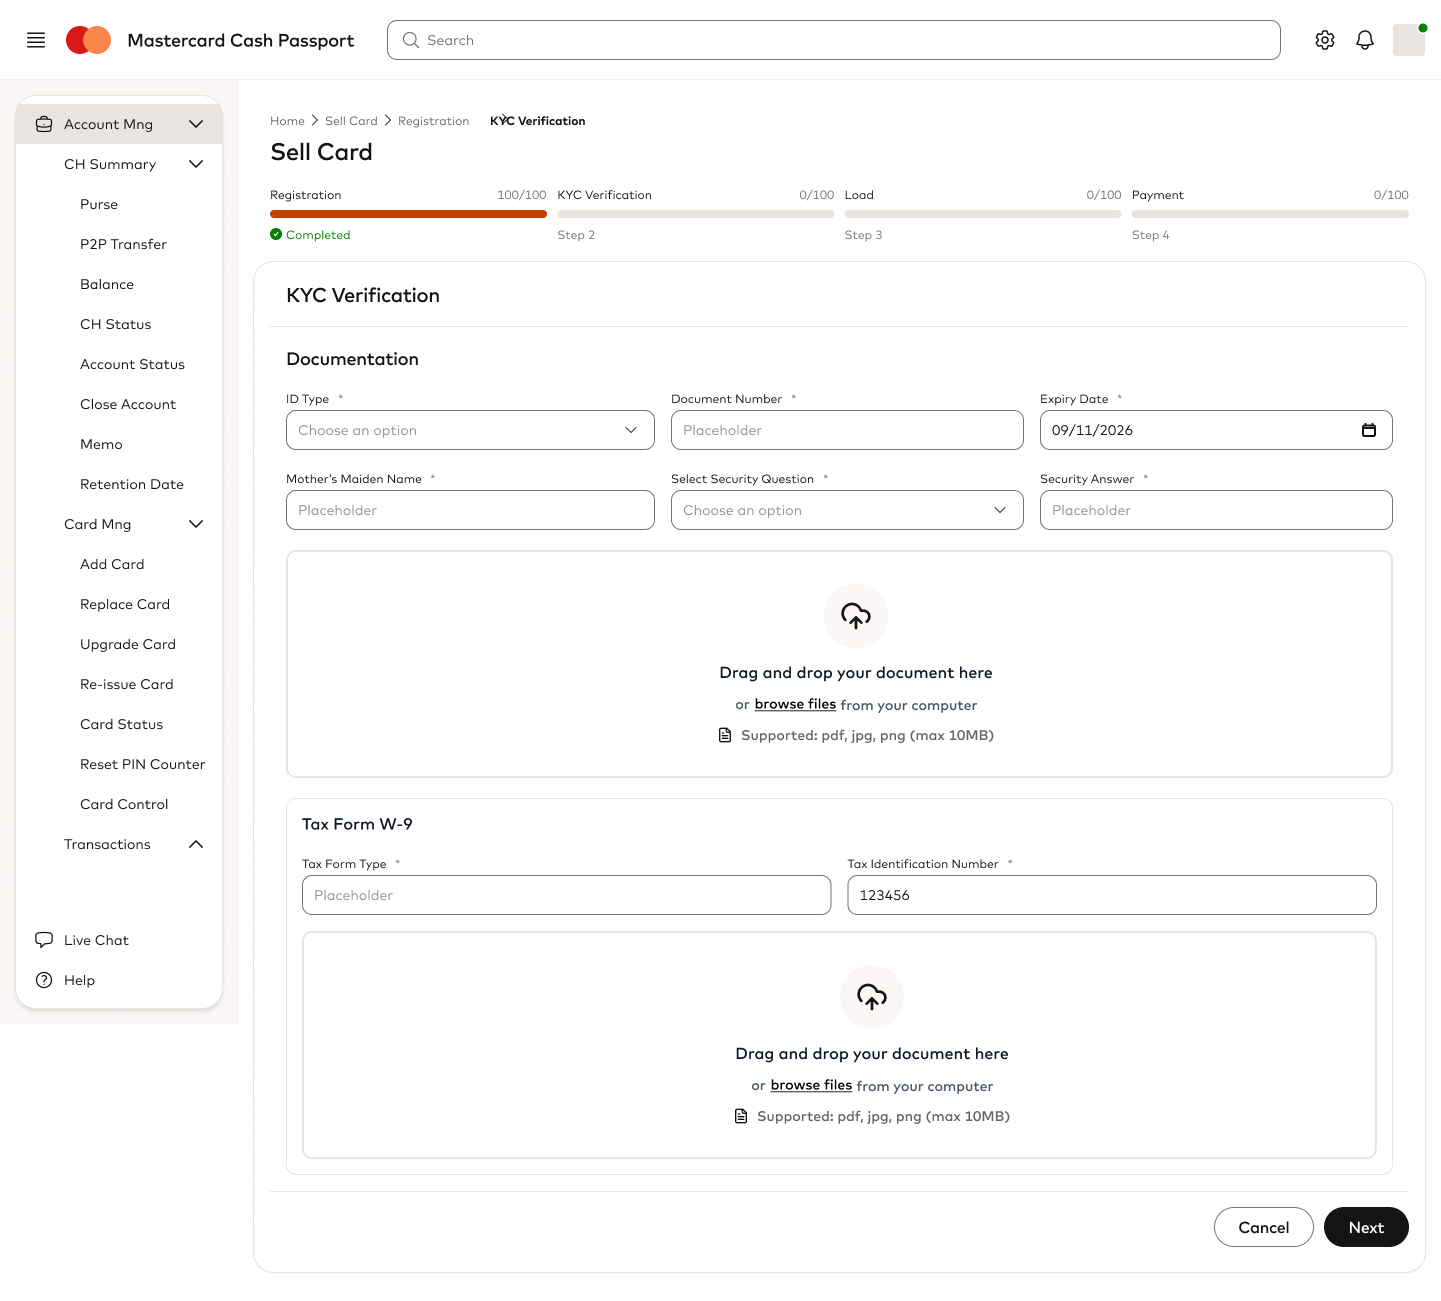 Mastercard Cash Passport
Search
Account Mng
CH Summary
Purse
P2P Transfer
Balance
CH Status
Account Status
Close Account
Memo
Retention Date
Card Mng
Add Card
Replace Card
Upgrade Card
Re-issue Card
Card Status
Reset PIN Counter
Card Control
Transactions
Live Chat
Help
Home > Sell Card > Registration > KYC Verification
Sell Card
Registration 100/100 KYC Verification 0/100 Load 0/100 Payment 0/100
Completed Step 2 Step 3 Step 4
KYC Verification
Documentation
ID Type * Document Number * Expiry Date *
Choose an option Placeholder 09/11/2026
Mother's Maiden Name * Select Security Question * Security Answer *
Placeholder Choose an option Placeholder
Drag and drop your document here
or browse files from your computer
Supported: pdf, jpg, png (max 10MB)
Tax Form W-9
Tax Form Type * Tax Identification Number *
Placeholder 123456
Drag and drop your document here
or browse files from your computer
Supported: pdf, jpg, png (max 10MB)
Cancel Next